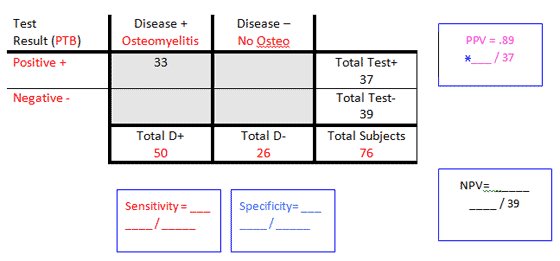 Test
Result (PTB)
Disease +
Osteomyelitis
Disease –
No Osteo
Positive +
33
Total Test+
37
Negative -
Total Test-
39
Total D+
50
Total D-
26
Total Subjects
76
PPV = .89
*___ / 37
Sensitivity = ___
____ / _____
Specificity= ___
____ / _____
NPV= ______
____ / 39